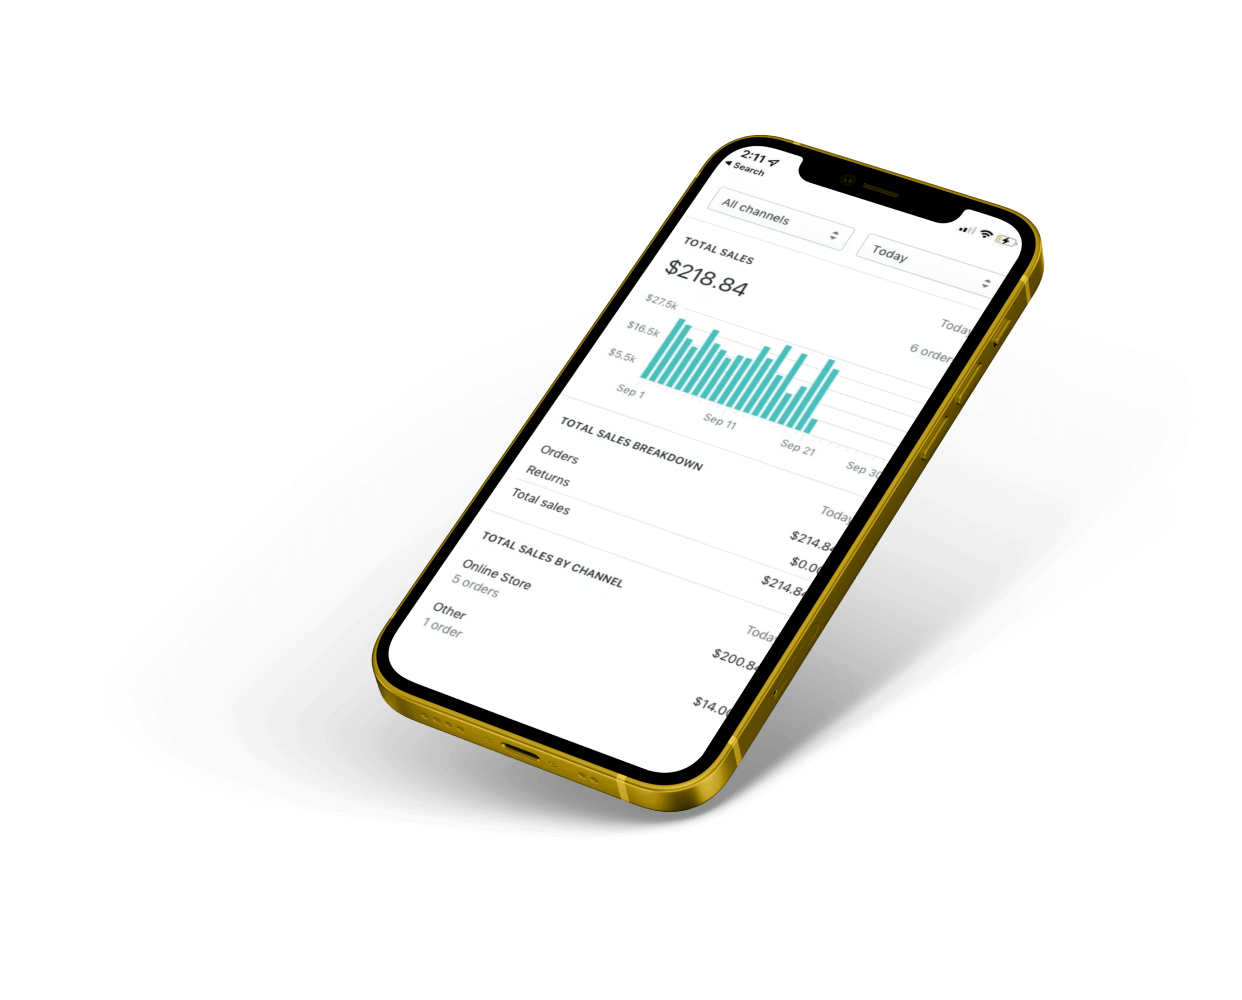 2:11
◀ Search
All channels
Today
TOTAL SALES
$218.84
Today
6 orders
$27.5k
$16.5k
$5.5k
Sep 1
Sep 11
Sep 21
Sep 30
TOTAL SALES BREAKDOWN
Today
Orders
$214.84
Returns
$0.00
Total sales
$214.84
TOTAL SALES BY CHANNEL
Today
Online Store
$200.84
5 orders
Other
$14.00
1 order